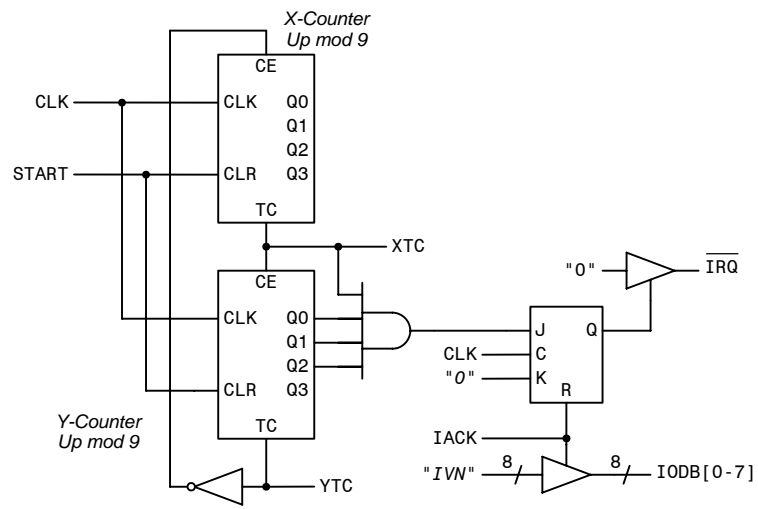 X-Counter
Up mod 9
CE
CLK
CLK
Q0
Q1
Q2
START
CLR
Q3
TC
XTC
CE
"0"
IRQ
CLK
Q0
Q1
Q2
CLR
Q3
J
Q
CLK
C
"0"
K
R
Y-Counter
Up mod 9
TC
IACK
YTC
"IVN"
8
8
IODB[0-7]